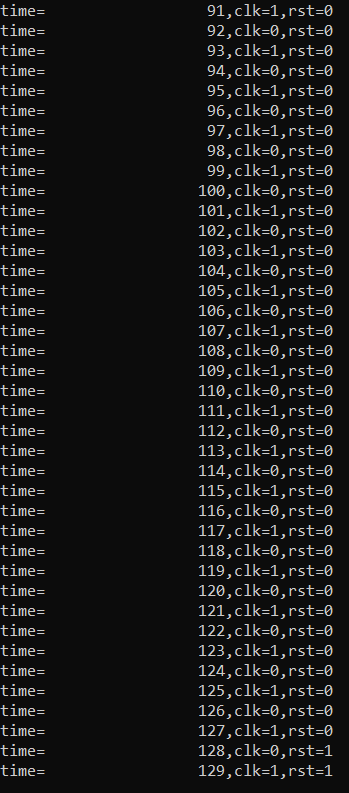 time=                 91,clk=1,rst=0
time=                 92,clk=0,rst=0
time=                 93,clk=1,rst=0
time=                 94,clk=0,rst=0
time=                 95,clk=1,rst=0
time=                 96,clk=0,rst=0
time=                 97,clk=1,rst=0
time=                 98,clk=0,rst=0
time=                 99,clk=1,rst=0
time=                100,clk=0,rst=0
time=                101,clk=1,rst=0
time=                102,clk=0,rst=0
time=                103,clk=1,rst=0
time=                104,clk=0,rst=0
time=                105,clk=1,rst=0
time=                106,clk=0,rst=0
time=                107,clk=1,rst=0
time=                108,clk=0,rst=0
time=                109,clk=1,rst=0
time=                110,clk=0,rst=0
time=                111,clk=1,rst=0
time=                112,clk=0,rst=0
time=                113,clk=1,rst=0
time=                114,clk=0,rst=0
time=                115,clk=1,rst=0
time=                116,clk=0,rst=0
time=                117,clk=1,rst=0
time=                118,clk=0,rst=0
time=                119,clk=1,rst=0
time=                120,clk=0,rst=0
time=                121,clk=1,rst=0
time=                122,clk=0,rst=0
time=                123,clk=1,rst=0
time=                124,clk=0,rst=0
time=                125,clk=1,rst=0
time=                126,clk=0,rst=0
time=                127,clk=1,rst=0
time=                128,clk=0,rst=1
time=                129,clk=1,rst=1